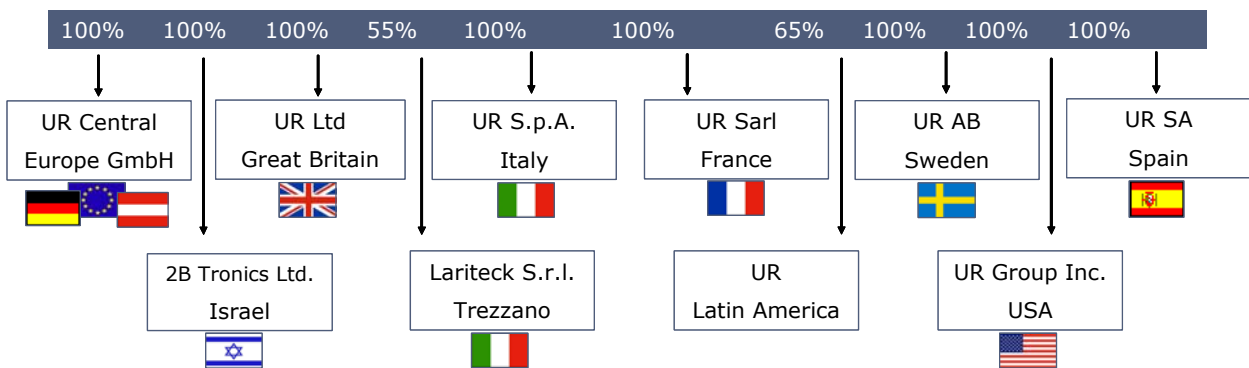 100% 100% 100% 55% 100% 100% 65% 100% 100% 100%
UR Central
Europe GmbH
UR Ltd
Great Britain
UR S.p.A.
Italy
UR Sarl
France
UR AB
Sweden
UR SA
Spain
2B Tronics Ltd.
Israel
Lariteck S.r.l.
Trezzano
UR
Latin America
UR Group Inc.
USA